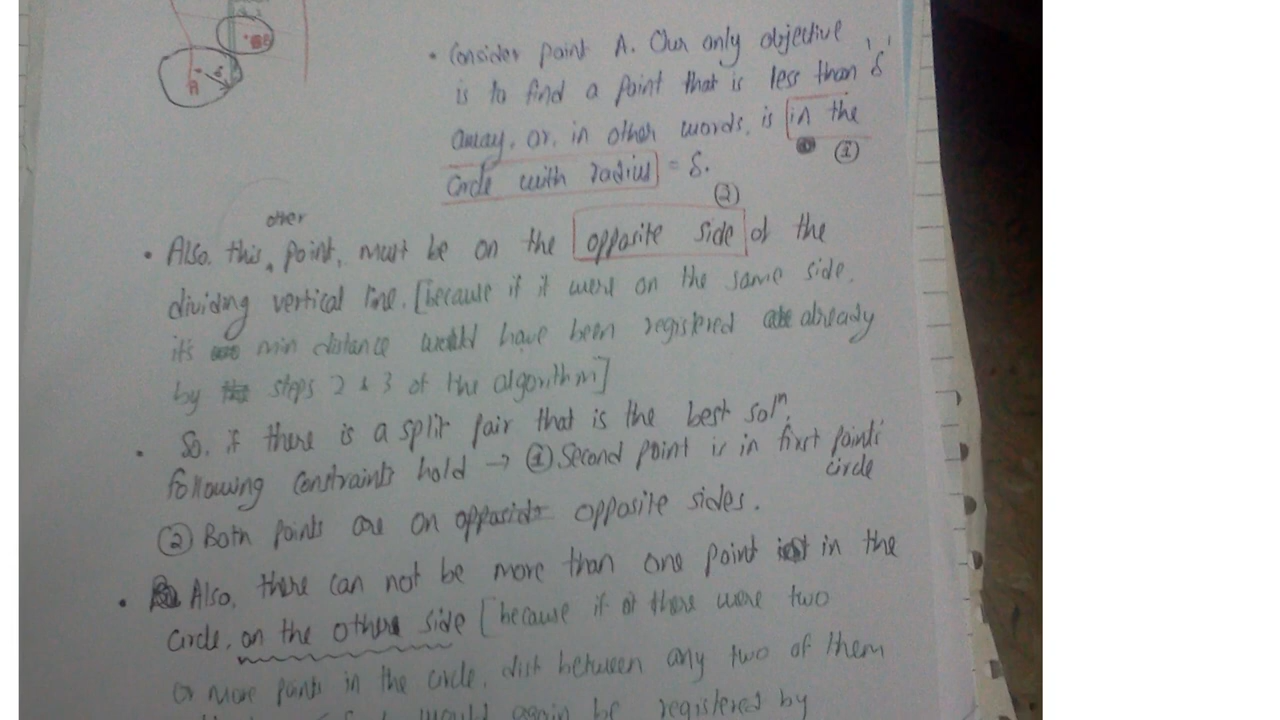 • Consider point A. Our only objective
is to find a point that is less than 'δ'
away, or, in other words, is in the
①
circle with radius = δ.
②
other
• Also, this point, must be on the opposite side of the
dividing vertical line. [because if it were on the same side,
it's min distance would have been registered already
by steps 2 & 3 of the algorithm]
• So, if there is a split pair that is the best solⁿ,
following constraints hold → ① Second point is in first points'
circle
② Both points are on opposite sides.
• Also, there can not be more than one point in the
circle, on the other side [because if there were two
or more points in the circle, dist between any two of them
would again be registered by
A
δ